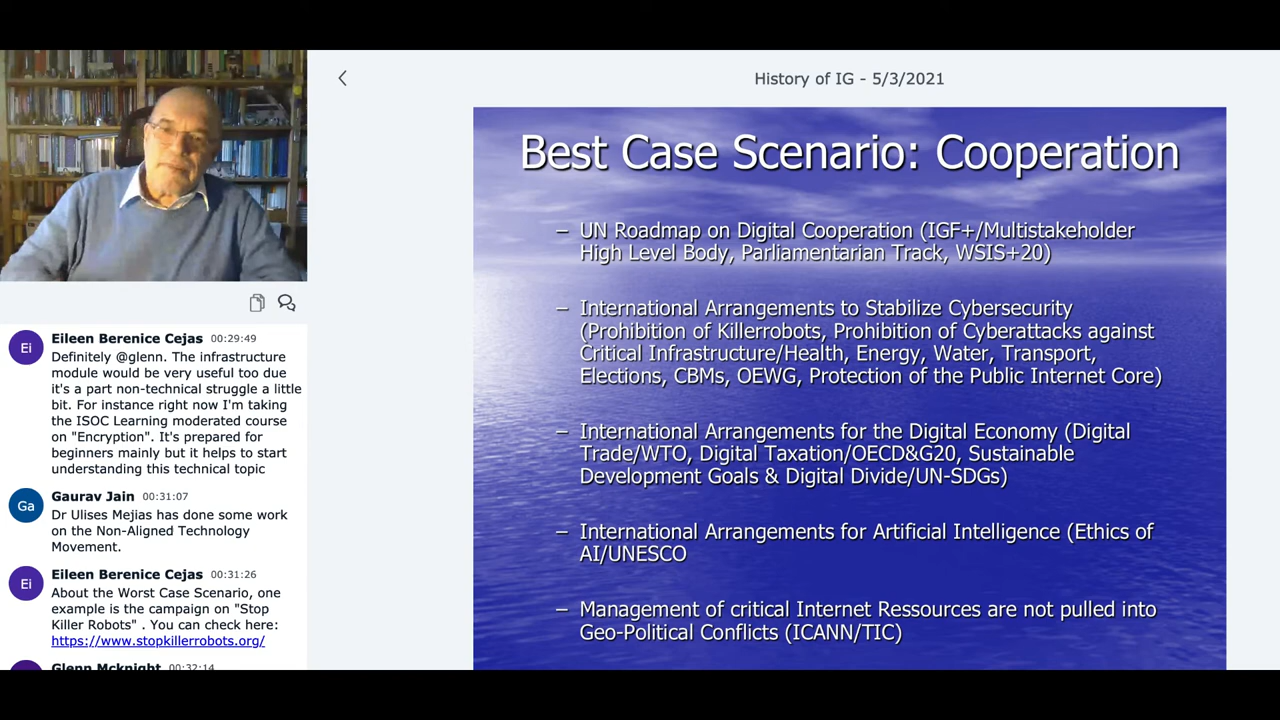 History of IG - 5/3/2021
Best Case Scenario: Cooperation
– UN Roadmap on Digital Cooperation (IGF+/Multistakeholder
High Level Body, Parliamentarian Track, WSIS+20)
– International Arrangements to Stabilize Cybersecurity
(Prohibition of Killerrobots, Prohibition of Cyberattacks against
Critical Infrastructure/Health, Energy, Water, Transport,
Elections, CBMs, OEWG, Protection of the Public Internet Core)
– International Arrangements for the Digital Economy (Digital
Trade/WTO, Digital Taxation/OECD&G20, Sustainable
Development Goals & Digital Divide/UN-SDGs)
– International Arrangements for Artificial Intelligence (Ethics of
AI/UNESCO
– Management of critical Internet Ressources are not pulled into
Geo-Political Conflicts (ICANN/TIC)
Ei
Eileen Berenice Cejas 00:29:49
Definitely @glenn. The infrastructure
module would be very useful too due
it's a part non-technical struggle a little
bit. For instance right now I'm taking
the ISOC Learning moderated course
on "Encryption". It's prepared for
beginners mainly but it helps to start
understanding this technical topic
Ga
Gaurav Jain 00:31:07
Dr Ulises Mejias has done some work
on the Non-Aligned Technology
Movement.
Ei
Eileen Berenice Cejas 00:31:26
About the Worst Case Scenario, one
example is the campaign on "Stop
Killer Robots" . You can check here:
https://www.stopkillerrobots.org/
Glenn Mcknight 00:32:14